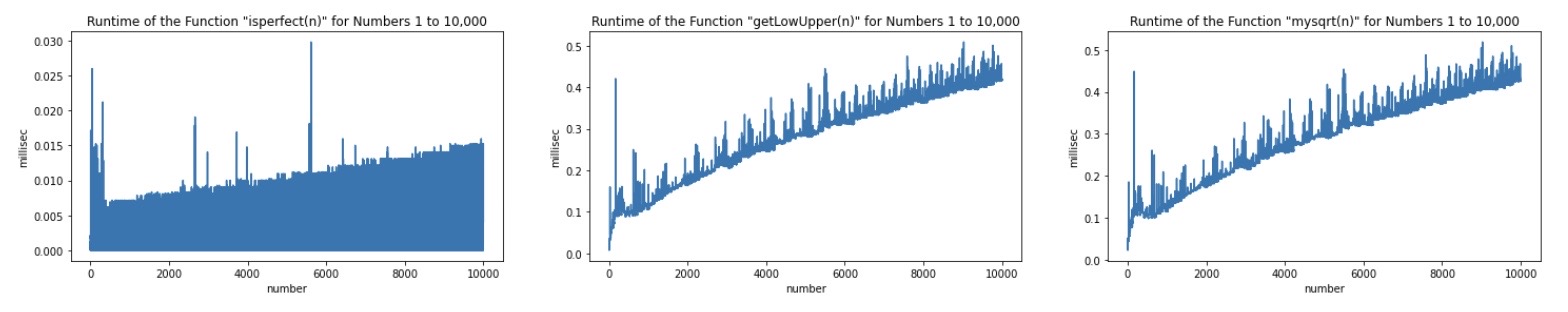 Runtime of the Function "isperfect(n)" for Numbers 1 to 10,000
0.030
0.025
0.020
0.015
0.010
0.005
0.000
millisec
0 2000 4000 6000 8000 10000
number
Runtime of the Function "getLowUpper(n)" for Numbers 1 to 10,000
0.5
0.4
0.3
0.2
0.1
0.0
millisec
0 2000 4000 6000 8000 10000
number
Runtime of the Function "mysqrt(n)" for Numbers 1 to 10,000
0.5
0.4
0.3
0.2
0.1
0.0
millisec
0 2000 4000 6000 8000 10000
number